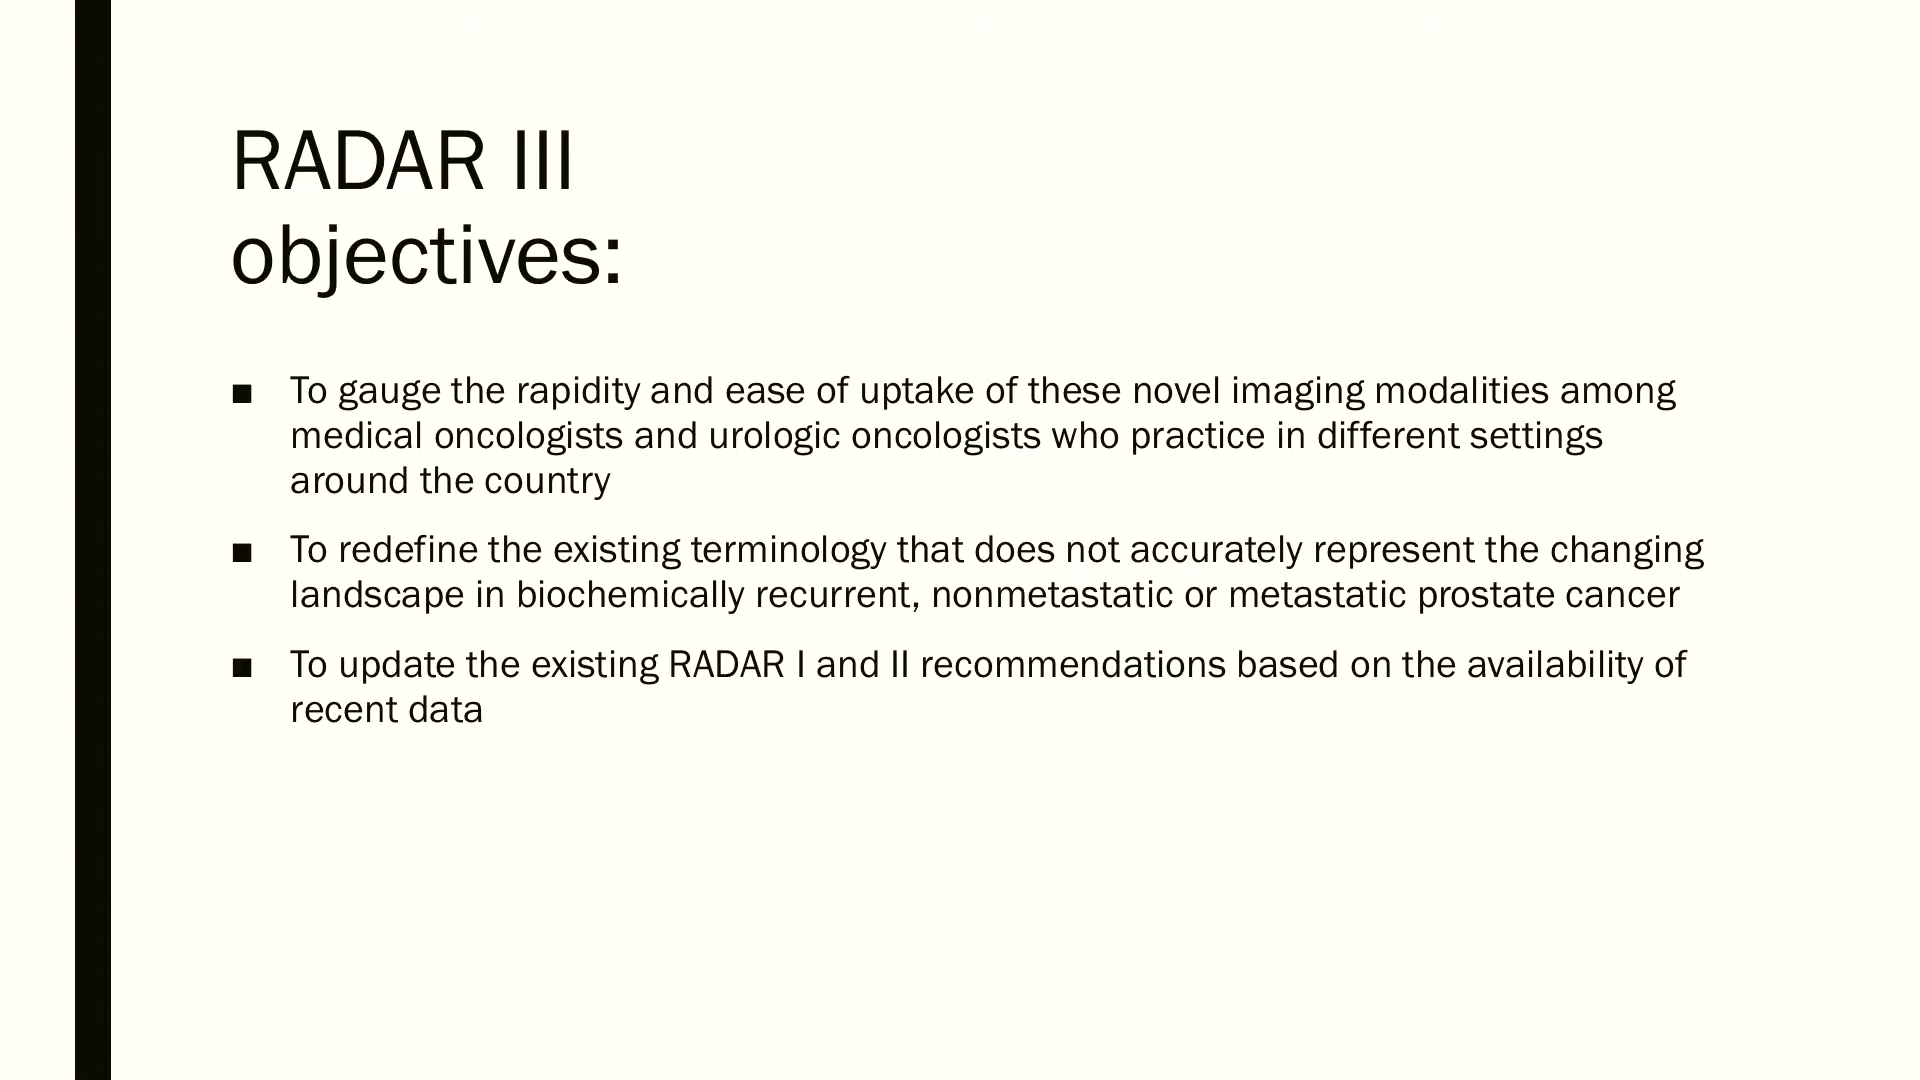 RADAR III
objectives:
■ To gauge the rapidity and ease of uptake of these novel imaging modalities among
medical oncologists and urologic oncologists who practice in different settings
around the country
■ To redefine the existing terminology that does not accurately represent the changing
landscape in biochemically recurrent, nonmetastatic or metastatic prostate cancer
■ To update the existing RADAR I and II recommendations based on the availability of
recent data